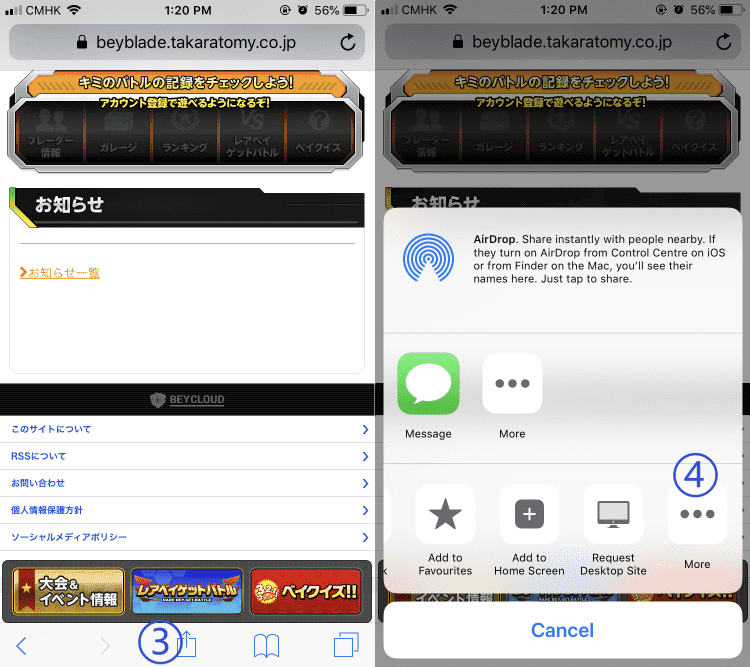 CMHK 1:20 PM 56%
beyblade.takaratomy.co.jp
キミのバトルの記録をチェックしよう!
アカウント登録で遊べるようになるぞ!
ブレーダー情報 ガレージ ランキング レアベイゲットバトル ベイクイズ
お知らせ
お知らせ一覧
BEYCLOUD
このサイトについて
RSSについて
お問い合わせ
個人情報保護方針
ソーシャルメディアポリシー
大会&
イベント情報
レアベイゲットバトル
RARE BEY GET BATTLE
3・2・1 ベイクイズ!!
③
CMHK 1:20 PM 56%
beyblade.takaratomy.co.jp
キミのバトルの記録をチェックしよう!
アカウント登録で遊べるようになるぞ!
ブレーダー情報 ガレージ ランキング レアベイゲットバトル ベイクイズ
お知らせ
AirDrop. Share instantly with people nearby. If
they turn on AirDrop from Control Centre on iOS
or from Finder on the Mac, you'll see their
names here. Just tap to share.
Message
More
④
Add to
Favourites
Add to
Home Screen
Request
Desktop Site
More
Cancel